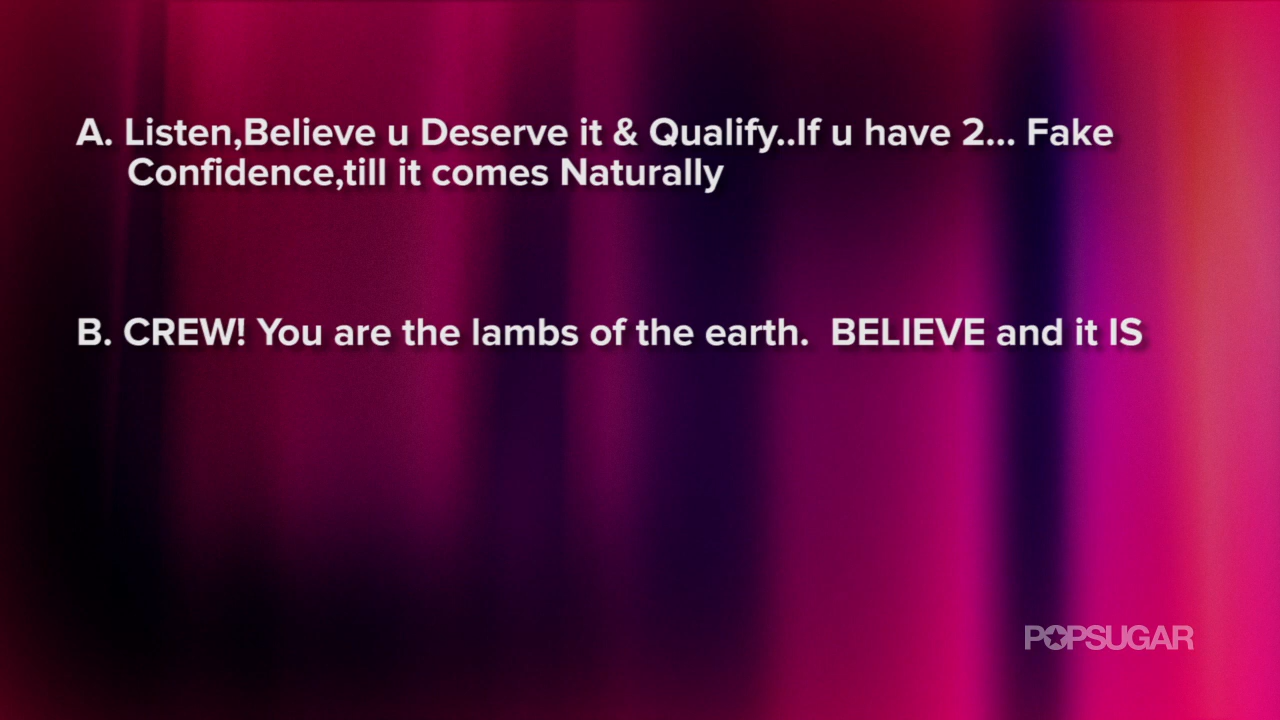 A. Listen,Believe u Deserve it & Qualify..If u have 2... Fake
Confidence,till it comes Naturally
B. CREW! You are the lambs of the earth.  BELIEVE and it IS
POPSUGAR